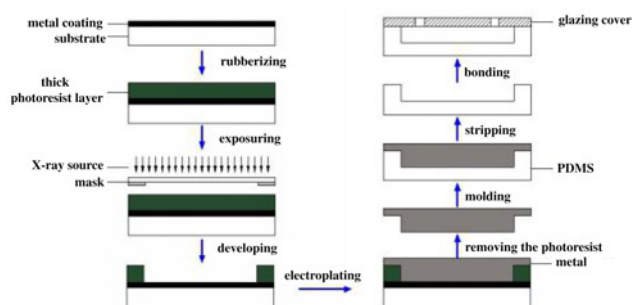 metal coating
substrate
rubberizing
thick
photoresist layer
exposuring
X-ray source
mask
developing
electroplating
glazing cover
bonding
stripping
PDMS
molding
removing the photoresist
metal